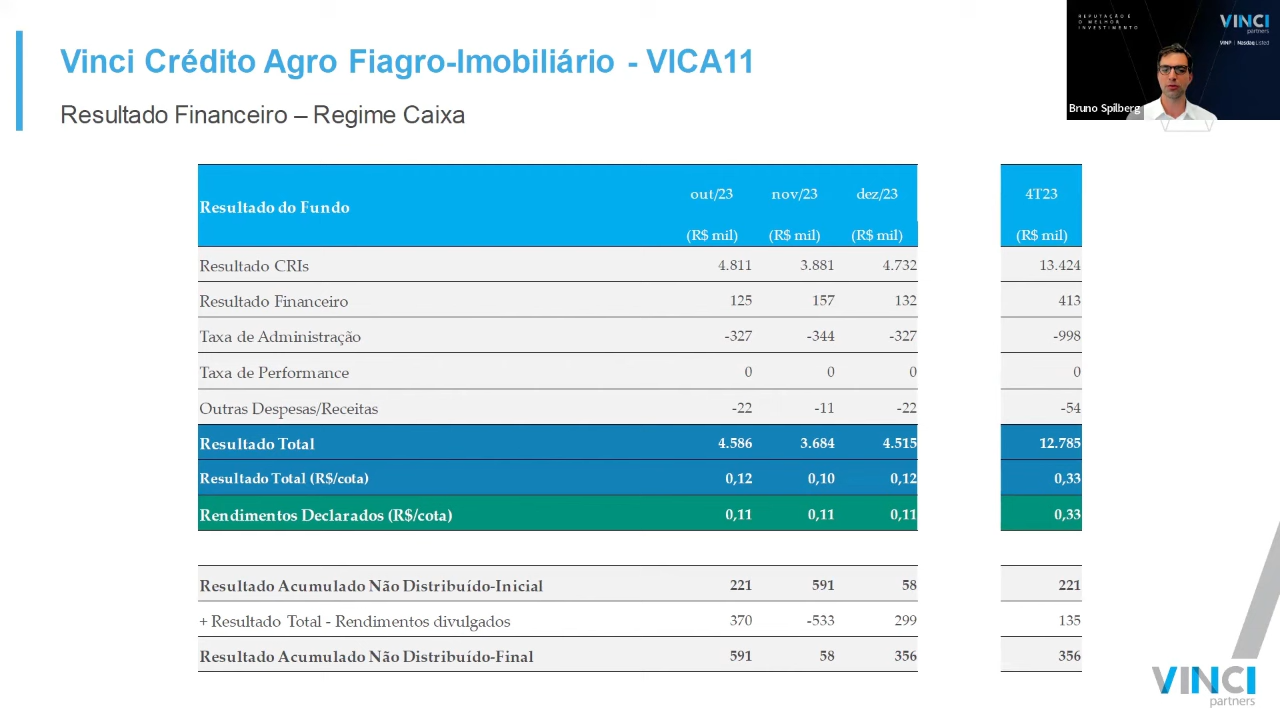 Vinci Crédito Agro Fiagro-Imobiliário - VICA11
Resultado Financeiro – Regime Caixa
REPUTAÇÃO É
O MELHOR
INVESTIMENTO
VINCI
partners
VINP | Nasdaq Listed
Bruno Spilberg
Resultado do Fundo out/23 nov/23 dez/23 4T23
(R$ mil) (R$ mil) (R$ mil) (R$ mil)
Resultado CRIs 4.811 3.881 4.732 13.424
Resultado Financeiro 125 157 132 413
Taxa de Administração -327 -344 -327 -998
Taxa de Performance 0 0 0 0
Outras Despesas/Receitas -22 -11 -22 -54
Resultado Total 4.586 3.684 4.515 12.785
Resultado Total (R$/cota) 0,12 0,10 0,12 0,33
Rendimentos Declarados (R$/cota) 0,11 0,11 0,11 0,33
Resultado Acumulado Não Distribuído-Inicial 221 591 58 221
+ Resultado Total - Rendimentos divulgados 370 -533 299 135
Resultado Acumulado Não Distribuído-Final 591 58 356 356
VINCI
partners